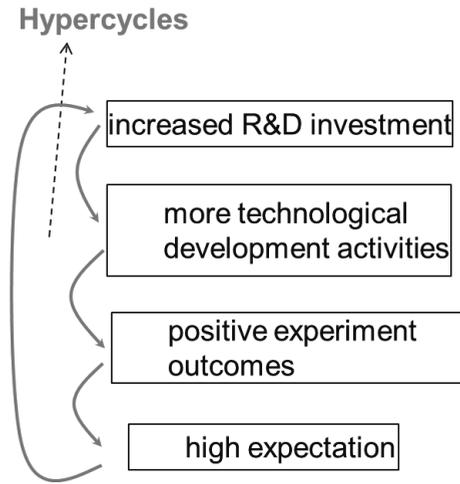 Hypercycles
increased R&D investment
more technological
development activities
positive experiment
outcomes
high expectation